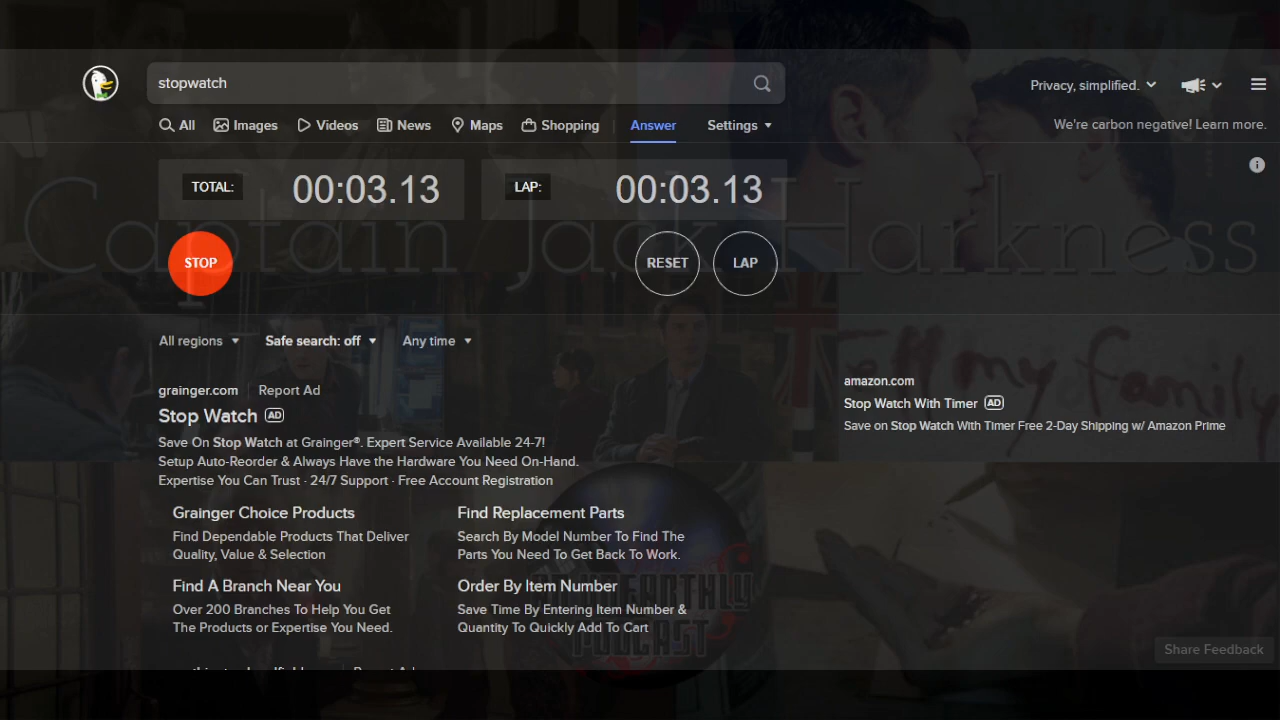 stopwatch
Privacy, simplified.
All Images Videos News Maps Shopping Answer Settings
We're carbon negative! Learn more.
TOTAL: 00:03.13 LAP: 00:03.13
Captain Jack Harkness
STOP RESET LAP
All regions Safe search: off Any time
Tell my family
grainger.com Report Ad
Stop Watch AD
Save On Stop Watch at Grainger®. Expert Service Available 24-7!
Setup Auto-Reorder & Always Have the Hardware You Need On-Hand.
Expertise You Can Trust · 24/7 Support · Free Account Registration
amazon.com
Stop Watch With Timer AD
Save on Stop Watch With Timer Free 2-Day Shipping w/ Amazon Prime
Grainger Choice Products
Find Dependable Products That Deliver
Quality, Value & Selection
Find Replacement Parts
Search By Model Number To Find The
Parts You Need To Get Back To Work.
Find A Branch Near You
Over 200 Branches To Help You Get
The Products or Expertise You Need.
Order By Item Number
Save Time By Entering Item Number &
Quantity To Quickly Add To Cart
PODCAST
Share Feedback